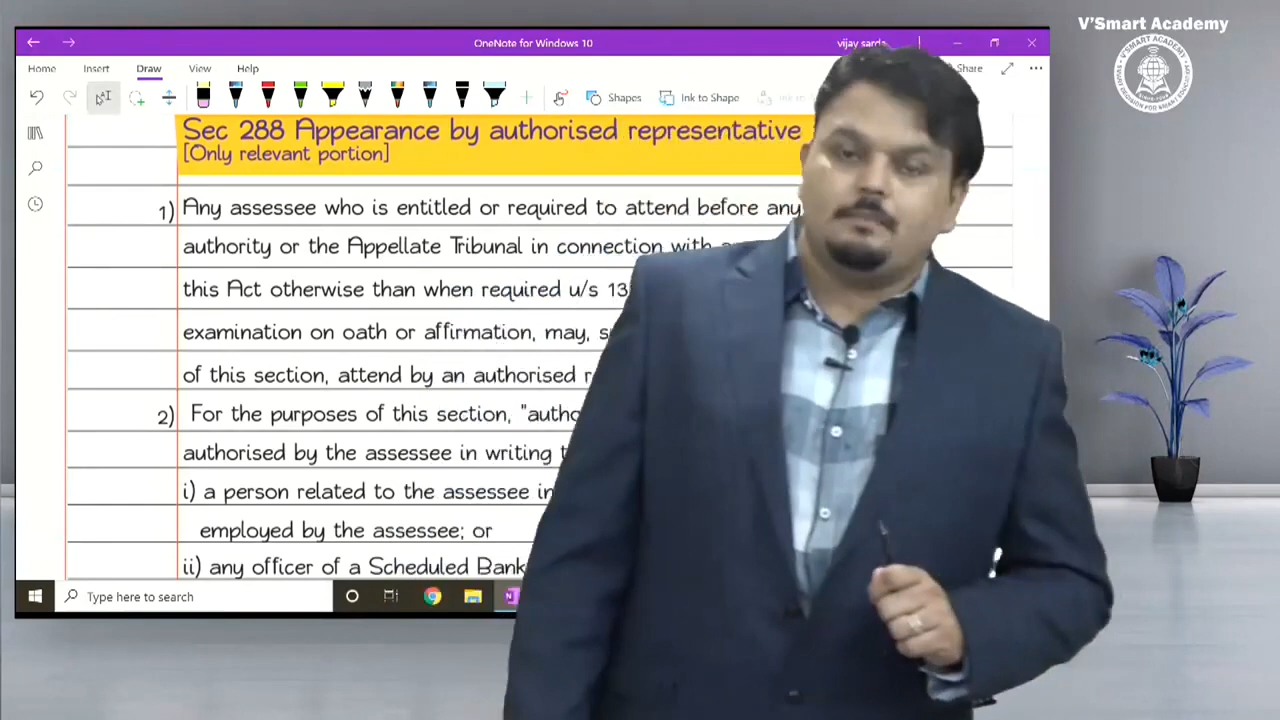 V'Smart Academy
OneNote for Windows 10
vijay sarda
Home Insert Draw View Help
Share
Shapes Ink to Shape Ink to
Sec 288 Appearance by authorised representative
[Only relevant portion]
1) Any assessee who is entitled or required to attend before any
authority or the Appellate Tribunal in connection with
this Act otherwise than when required u/s 13
examination on oath or affirmation, may,
of this section, attend by an authorised
2) For the purposes of this section, "autho
authorised by the assessee in writing
i) a person related to the assessee in
employed by the assessee; or
ii) any officer of a Scheduled Bank
Type here to search